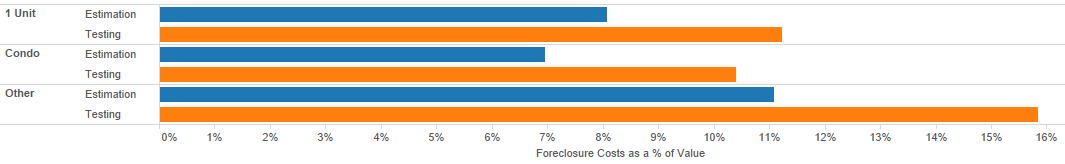 1 Unit Estimation
Testing
Condo Estimation
Testing
Other Estimation
Testing
0% 1% 2% 3% 4% 5% 6% 7% 8% 9% 10% 11% 12% 13% 14% 15% 16%
Foreclosure Costs as a % of Value